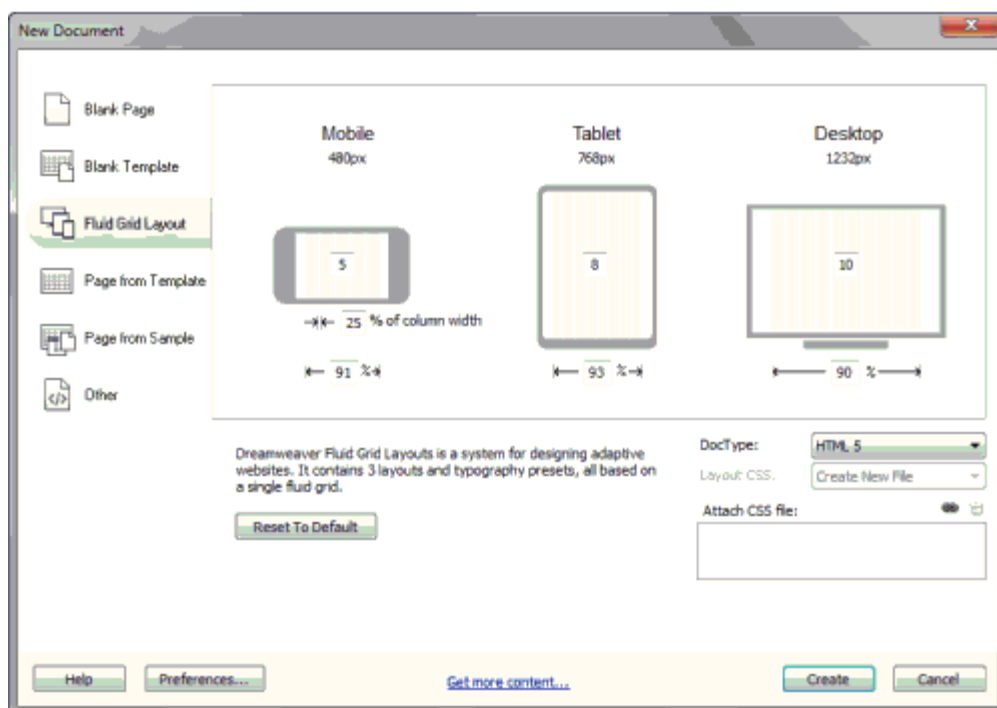 New Document
Blank Page
Blank Template
Fluid Grid Layout
Page from Template
Page from Sample
Other
Mobile
480px
Tablet
768px
Desktop
1232px
5
8
10
25 % of column width
91 %
93 %
90 %
Dreamweaver Fluid Grid Layouts is a system for designing adaptive
websites. It contains 3 layouts and typography presets, all based on
a single fluid grid.
Reset To Default
DocType:
HTML 5
Layout CSS:
Create New File
Attach CSS file:
Help
Preferences...
Get more content...
Create
Cancel